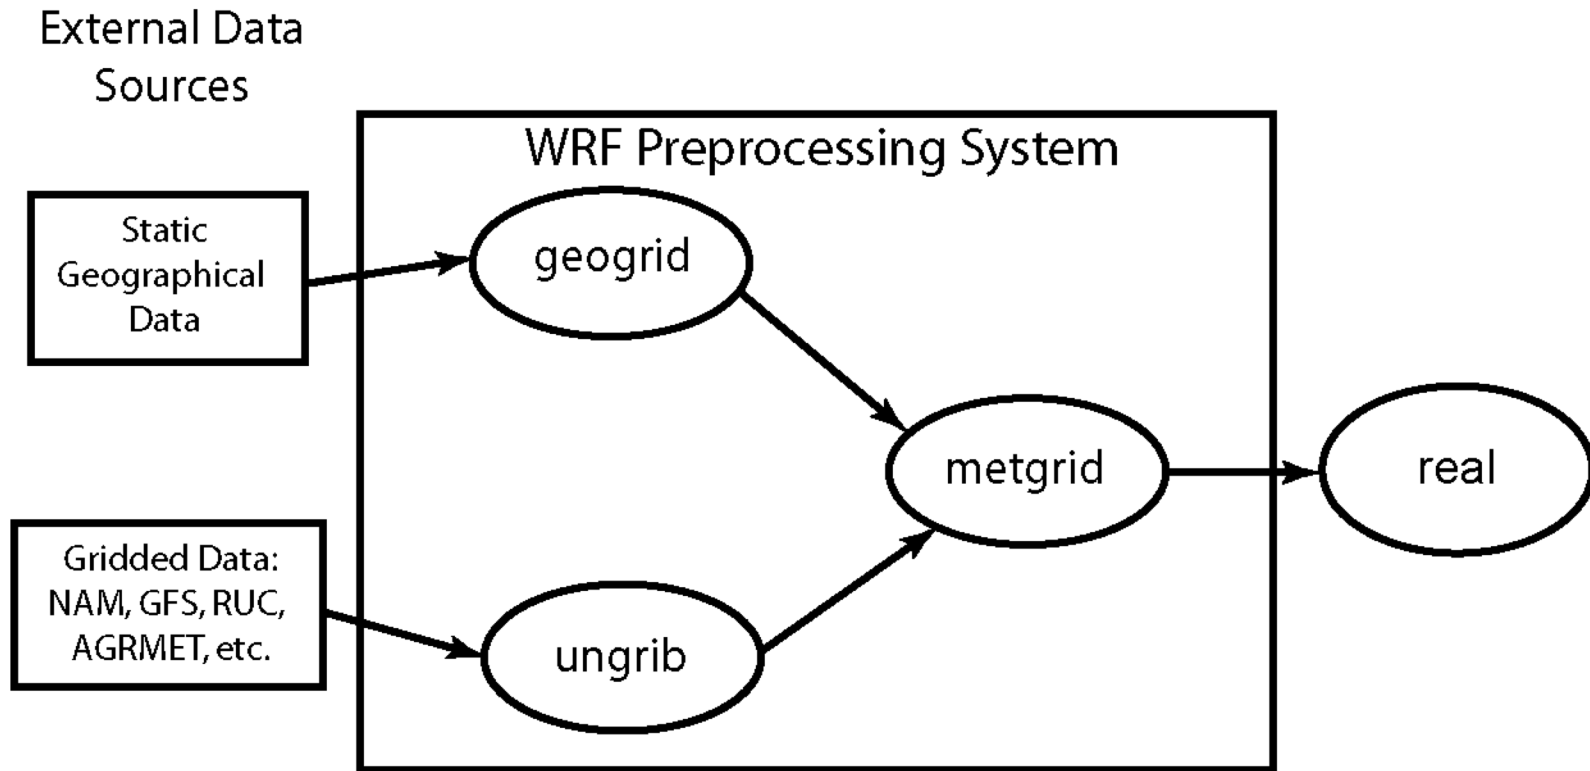 External Data
Sources
WRF Preprocessing System
Static
Geographical
Data
geogrid
metgrid
real
Gridded Data:
NAM, GFS, RUC,
AGRMET, etc.
ungrib